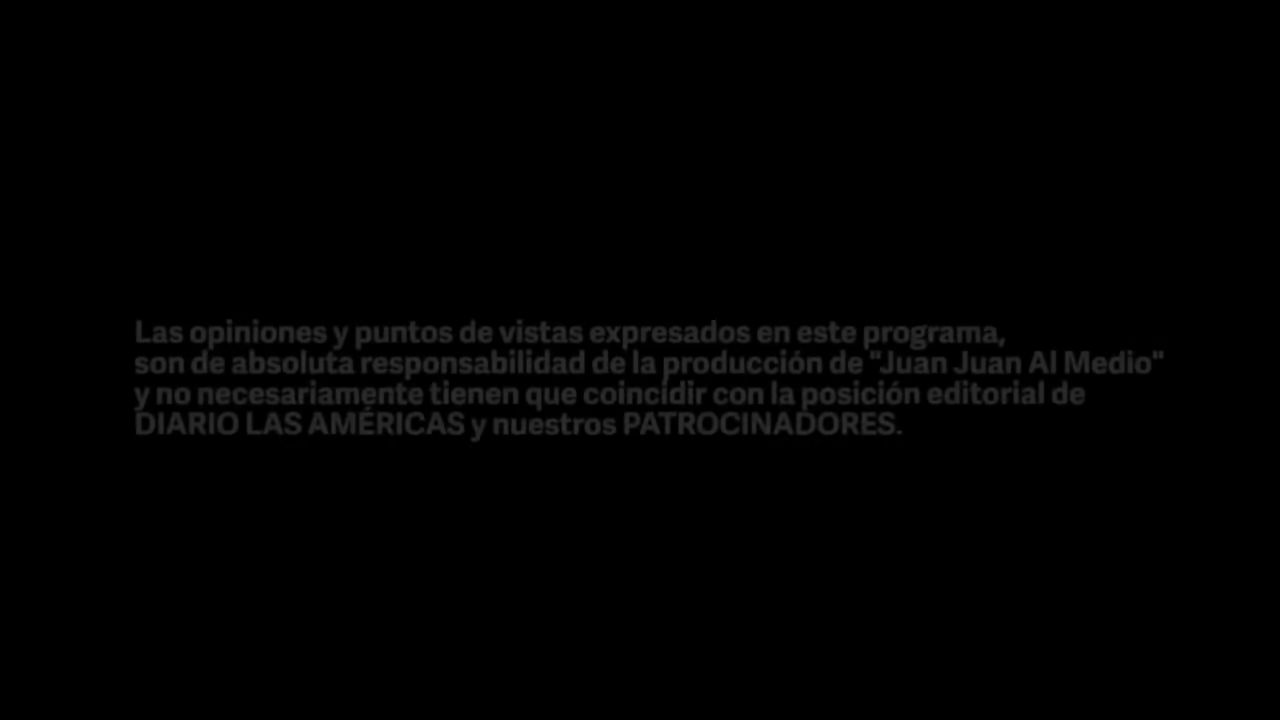 Las opiniones y puntos de vistas expresados en este programa,
son de absoluta responsabilidad de la producción de "Juan Juan Al Medio"
y no necesariamente tienen que coincidir con la posición editorial de
DIARIO LAS AMÉRICAS y nuestros PATROCINADORES.